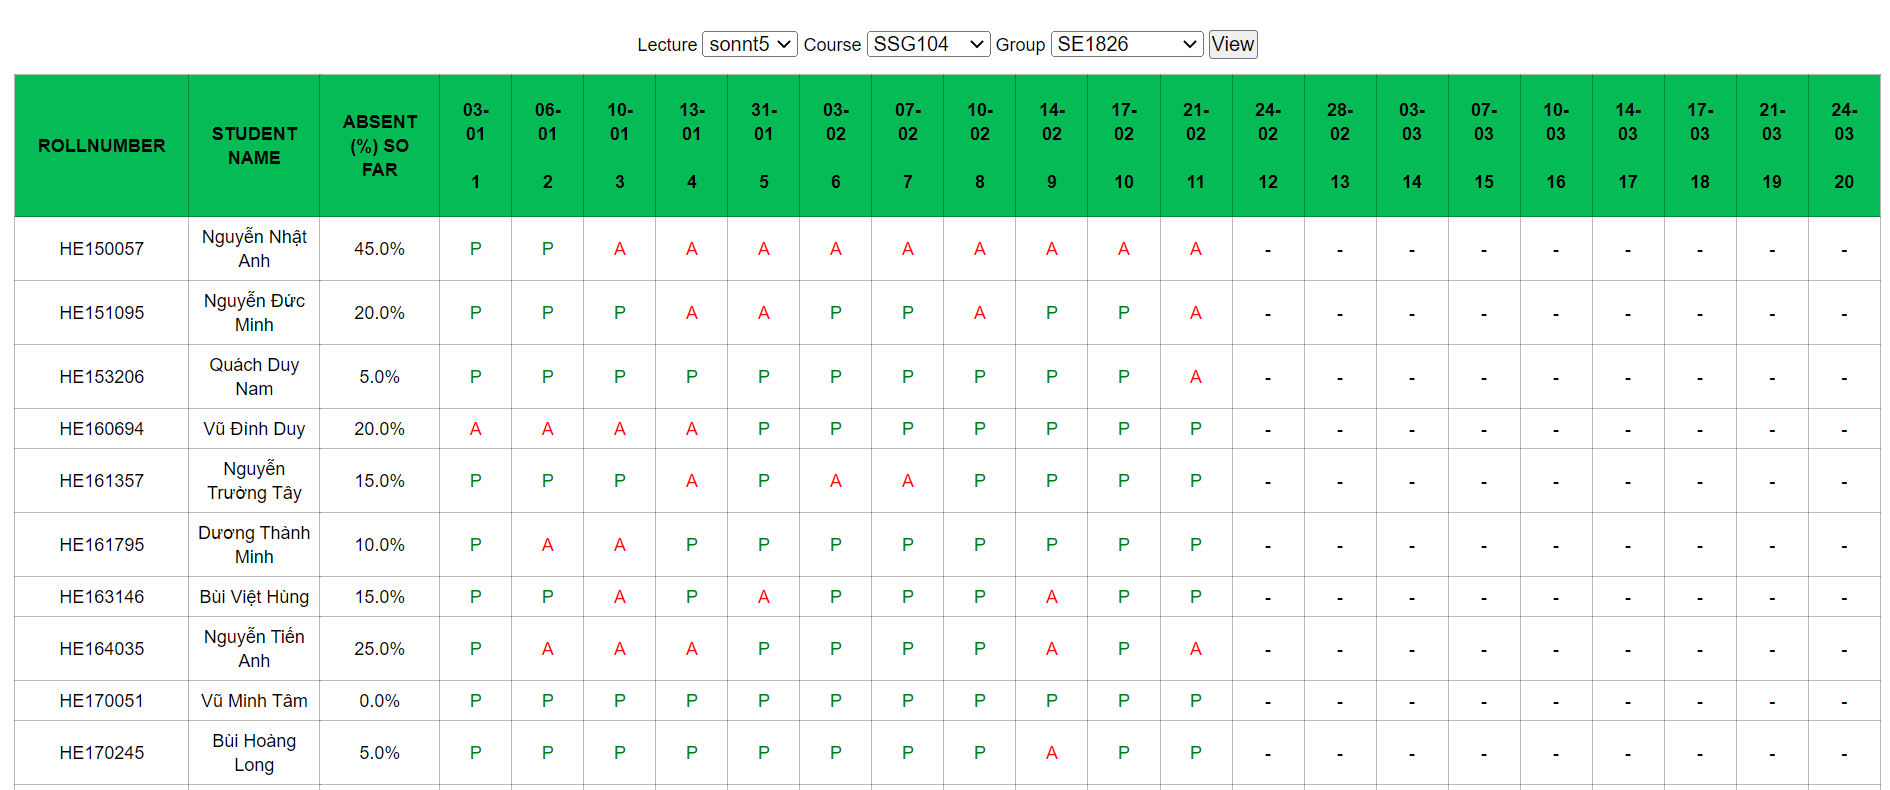 Lecture sonnt5 Course SSG104 Group SE1826 View
ROLLNUMBER STUDENT NAME ABSENT (%) SO FAR 03-01 1 06-01 2 10-01 3 13-01 4 31-01 5 03-02 6 07-02 7 10-02 8 14-02 9 17-02 10 21-02 11 24-02 12 28-02 13 03-03 14 07-03 15 10-03 16 14-03 17 17-03 18 21-03 19 24-03 20
HE150057 Nguyễn Nhật Anh 45.0% P P A A A A A A A A A - - - - - - - - -
HE151095 Nguyễn Đức Minh 20.0% P P P A A P P A P P A - - - - - - - - -
HE153206 Quách Duy Nam 5.0% P P P P P P P P P P A - - - - - - - - -
HE160694 Vũ Đình Duy 20.0% A A A A P P P P P P P - - - - - - - - -
HE161357 Nguyễn Trường Tây 15.0% P P P A P A A P P P P - - - - - - - - -
HE161795 Dương Thành Minh 10.0% P A A P P P P P P P P - - - - - - - - -
HE163146 Bùi Việt Hùng 15.0% P P A P A P P P A P P - - - - - - - - -
HE164035 Nguyễn Tiến Anh 25.0% P A A A P P P P A P A - - - - - - - - -
HE170051 Vũ Minh Tâm 0.0% P P P P P P P P P P P - - - - - - - - -
HE170245 Bùi Hoàng Long 5.0% P P P P P P P P A P P - - - - - - - - -